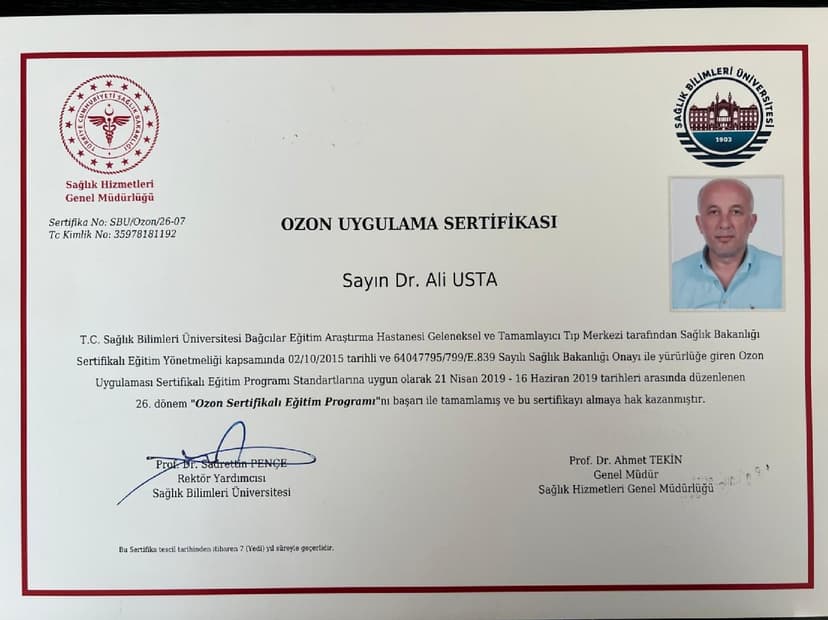 TÜRKİYE CUMHURİYETİ SAĞLIK BAKANLIĞI
Sağlık Hizmetleri
Genel Müdürlüğü
SAĞLIK BİLİMLERİ ÜNİVERSİTESİ
1903
Sertifika No: SBU/Ozon/26-07
Tc Kimlik No: 35978181192
OZON UYGULAMA SERTİFİKASI
Sayın Dr. Ali USTA
T.C. Sağlık Bilimleri Üniversitesi Bağcılar Eğitim Araştırma Hastanesi Geleneksel ve Tamamlayıcı Tıp Merkezi tarafından Sağlık Bakanlığı
Sertifikalı Eğitim Yönetmeliği kapsamında 02/10/2015 tarihli ve 64047795/799/E.839 Sayılı Sağlık Bakanlığı Onayı ile yürürlüğe giren Ozon
Uygulaması Sertifikalı Eğitim Programı Standartlarına uygun olarak 21 Nisan 2019 - 16 Haziran 2019 tarihleri arasında düzenlenen
26. dönem "Ozon Sertifikalı Eğitim Programı"nı başarı ile tamamlamış ve bu sertifikayı almaya hak kazanmıştır.
Prof. Dr. Sadrettin PENÇE
Rektör Yardımcısı
Sağlık Bilimleri Üniversitesi
Prof. Dr. Ahmet TEKİN
Genel Müdür
Sağlık Hizmetleri Genel Müdürlüğü
Bu Sertifika tescil tarihinden itibaren 7 (Yedi) yıl süreyle geçerlidir.